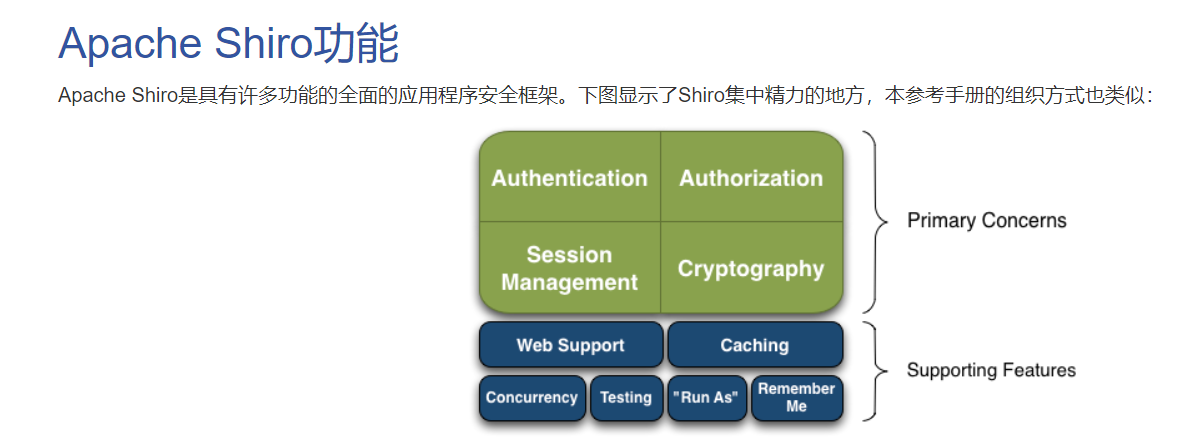 Apache Shiro功能
Apache Shiro是具有许多功能的全面的应用程序安全框架。下图显示了Shiro集中精力的地方，本参考手册的组织方式也类似：
Authentication
Authorization
Session
Management
Cryptography
Primary Concerns
Web Support
Caching
Concurrency
Testing
"Run As"
Remember
Me
Supporting Features